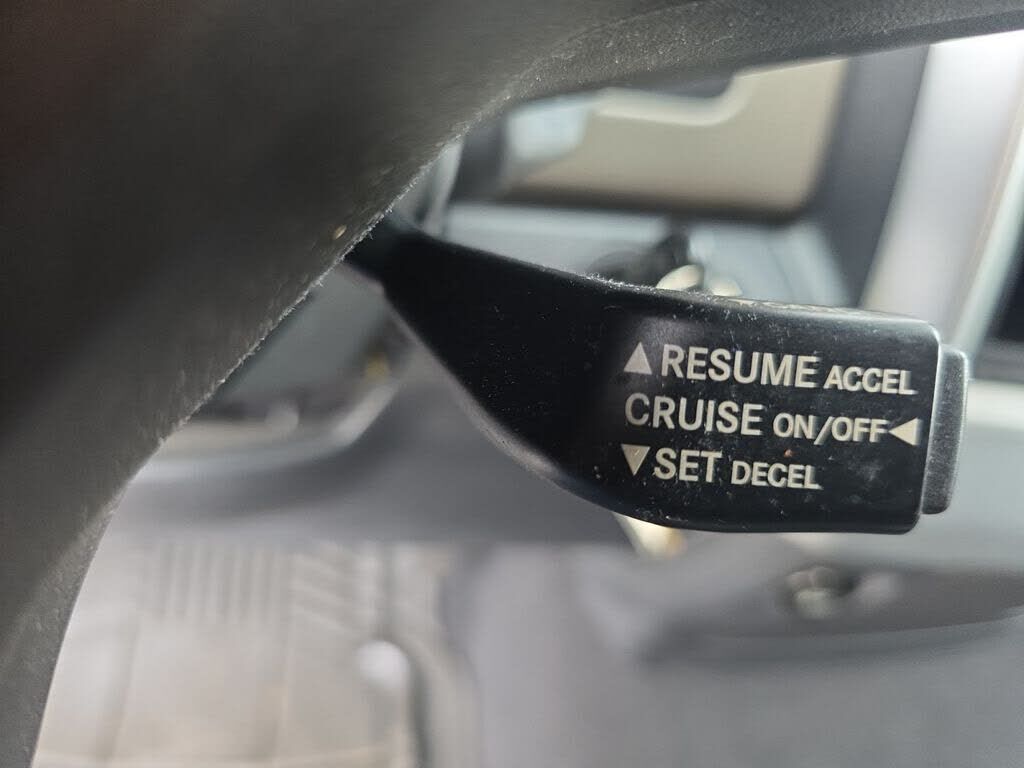 ▲RESUME ACCEL
CRUISE ON/OFF◀
▼SET DECEL